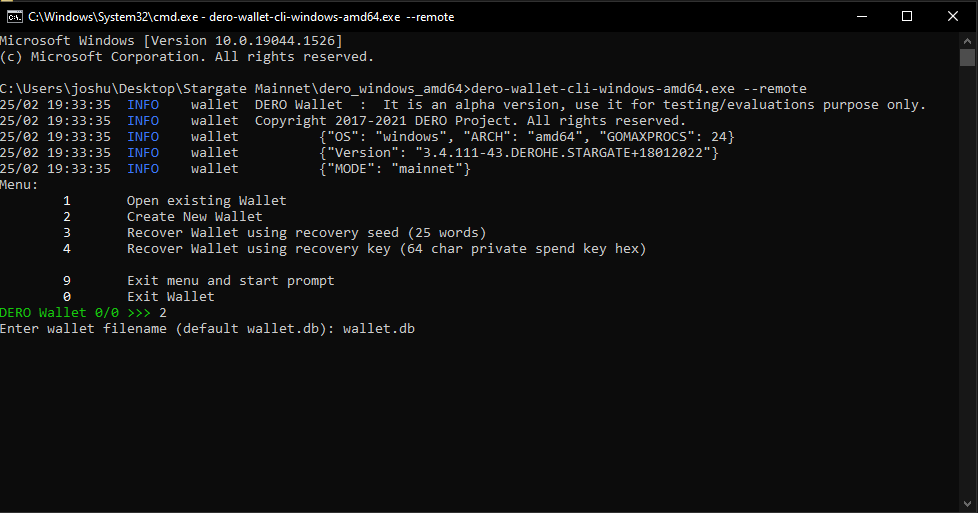 C:\Windows\System32\cmd.exe - dero-wallet-cli-windows-amd64.exe --remote
Microsoft Windows [Version 10.0.19044.1526]
(c) Microsoft Corporation. All rights reserved.
C:\Users\joshu\Desktop\Stargate Mainnet\dero_windows_amd64>dero-wallet-cli-windows-amd64.exe --remote
25/02 19:33:35 INFO wallet DERO Wallet : It is an alpha version, use it for testing/evaluations purpose only.
25/02 19:33:35 INFO wallet Copyright 2017-2021 DERO Project. All rights reserved.
25/02 19:33:35 INFO wallet {"OS": "windows", "ARCH": "amd64", "GOMAXPROCS": 24}
25/02 19:33:35 INFO wallet {"Version": "3.4.111-43.DEROHE.STARGATE+18012022"}
25/02 19:33:35 INFO wallet {"MODE": "mainnet"}
Menu:
1 Open existing Wallet
2 Create New Wallet
3 Recover Wallet using recovery seed (25 words)
4 Recover Wallet using recovery key (64 char private spend key hex)
9 Exit menu and start prompt
0 Exit Wallet
DERO Wallet 0/0 >>> 2
Enter wallet filename (default wallet.db): wallet.db